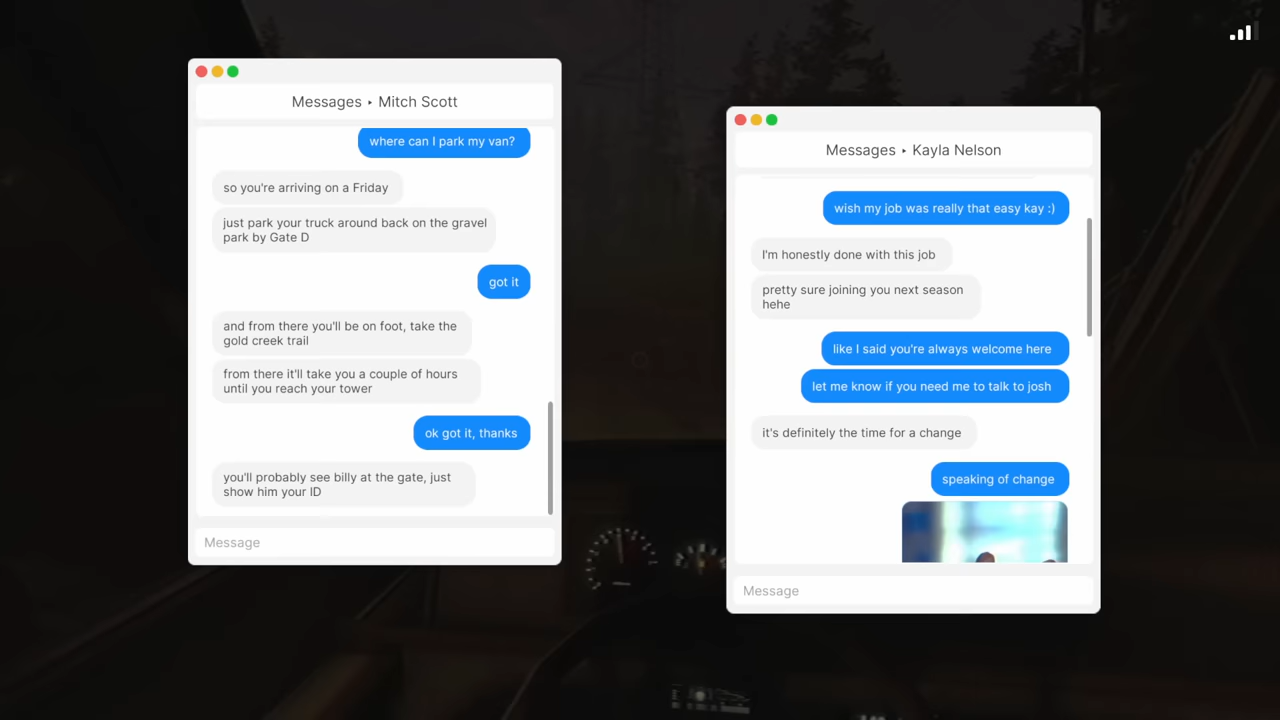 Messages ‣ Mitch Scott
where can I park my van?
so you're arriving on a Friday
just park your truck around back on the gravel
park by Gate D
got it
and from there you'll be on foot, take the
gold creek trail
from there it'll take you a couple of hours
until you reach your tower
ok got it, thanks
you'll probably see billy at the gate, just
show him your ID
Message
Messages ‣ Kayla Nelson
wish my job was really that easy kay :)
I'm honestly done with this job
pretty sure joining you next season
hehe
like I said you're always welcome here
let me know if you need me to talk to josh
it's definitely the time for a change
speaking of change
Message